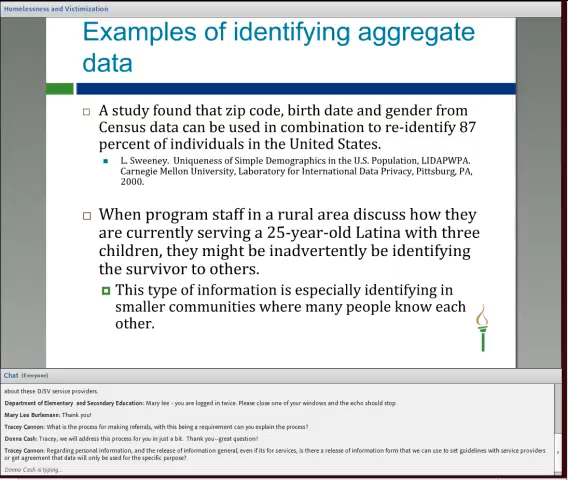 Homelessness and Victimization
Examples of identifying aggregate
data
A study found that zip code, birth date and gender from
Census data can be used in combination to re-identify 87
percent of individuals in the United States.
L. Sweeney. Uniqueness of Simple Demographics in the U.S. Population, LIDAPWPA.
Carnegie Mellon University, Laboratory for International Data Privacy, Pittsburg, PA,
2000.
When program staff in a rural area discuss how they
are currently serving a 25-year-old Latina with three
children, they might be inadvertently be identifying
the survivor to others.
This type of information is especially identifying in
smaller communities where many people know each
other.
Chat (Everyone)
about these D/SV service providers.
Department of Elementary and Secondary Education: Mary lee - you are logged in twice. Please close one of your windows and the echo should stop.
Mary Lee Burlemann: Thank you!
Tracey Cannon: What is the process for making referrals, with this being a requirement can you explain the process?
Donna Cash: Tracey, we will address this process for you in just a bit. Thank you--great question!
Tracey Cannon: Regarding personal information, and the release of information general, even if its for services, is there a release of information form that we can use to set guidelines with service providers
or get agreement that data will only be used for the specific purpose?
Donna Cash is typing...